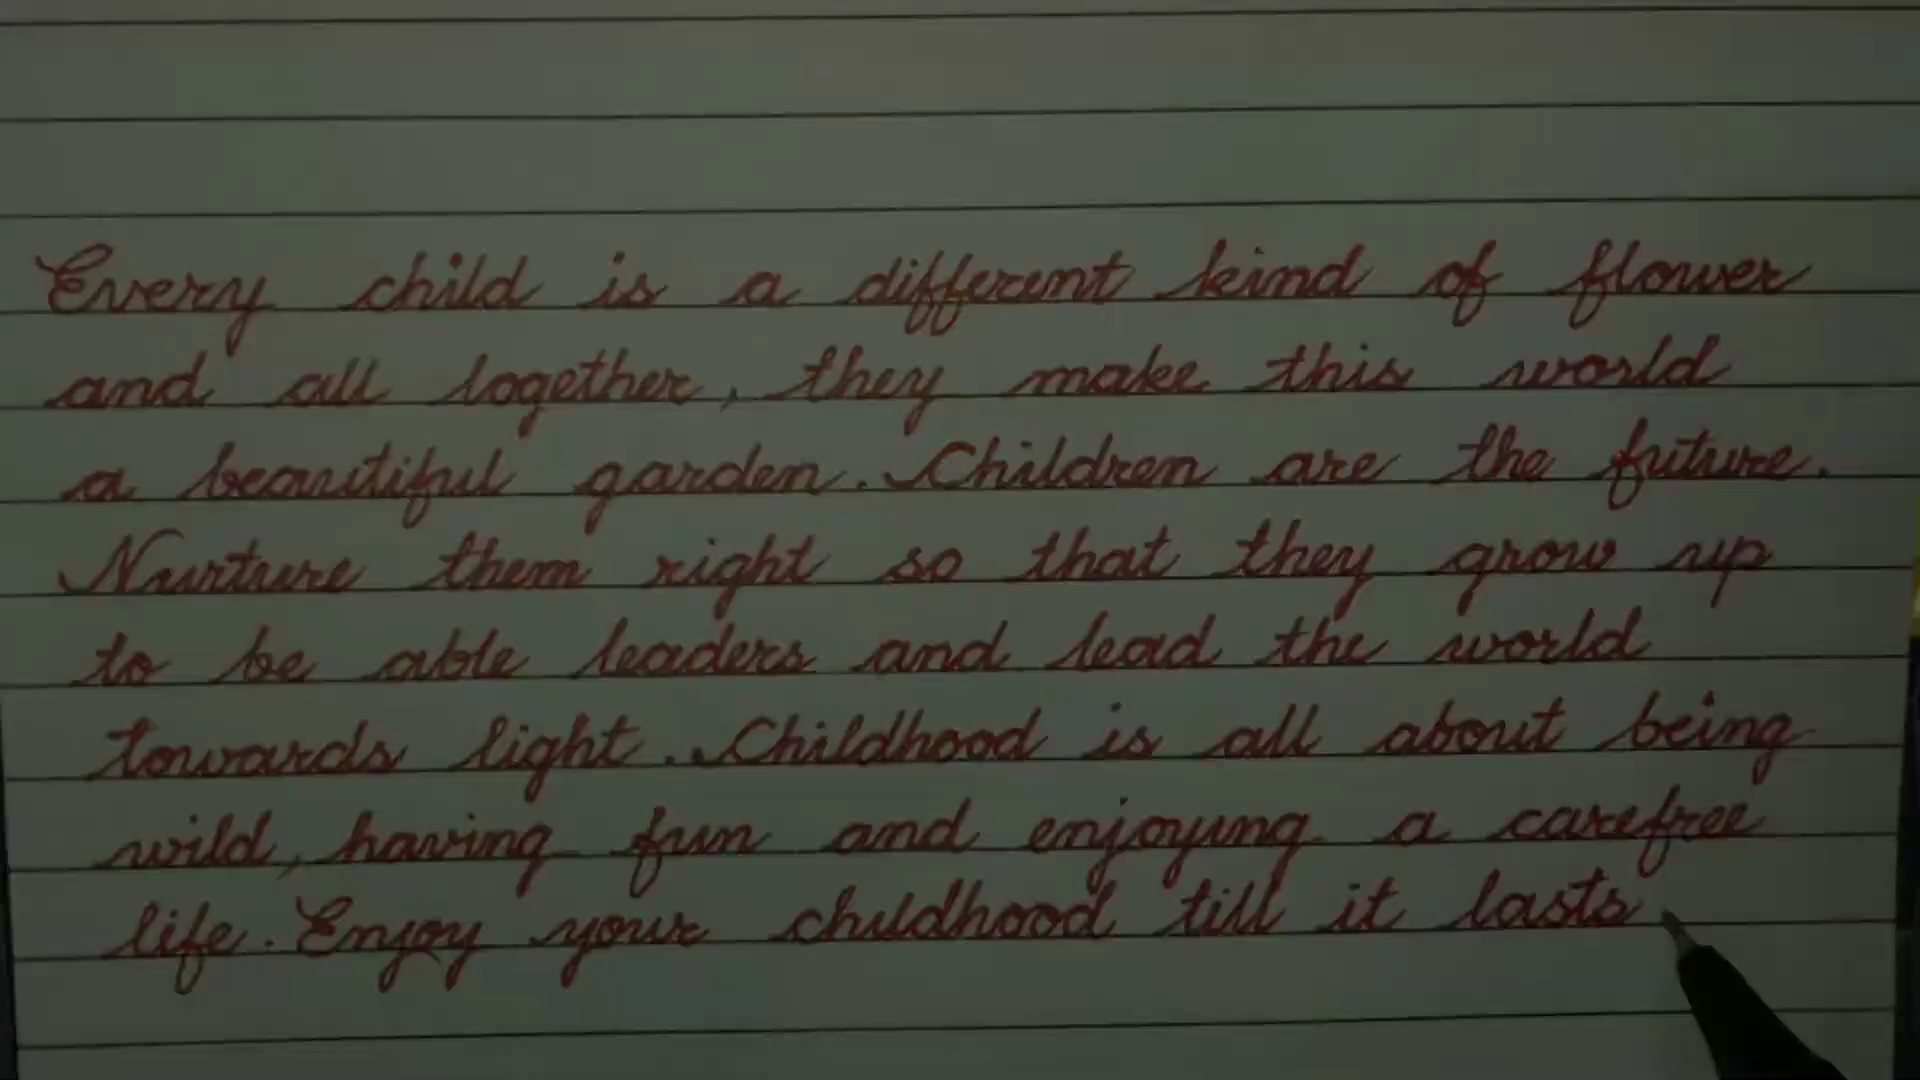 Every child is a different kind of flower
and all together, they make this world
a beautiful garden. Children are the future.
Nurture them right so that they grow up
to be able leaders and lead the world
towards light. Childhood is all about being
wild, having fun and enjoying a carefree
life. Enjoy your childhood till it lasts